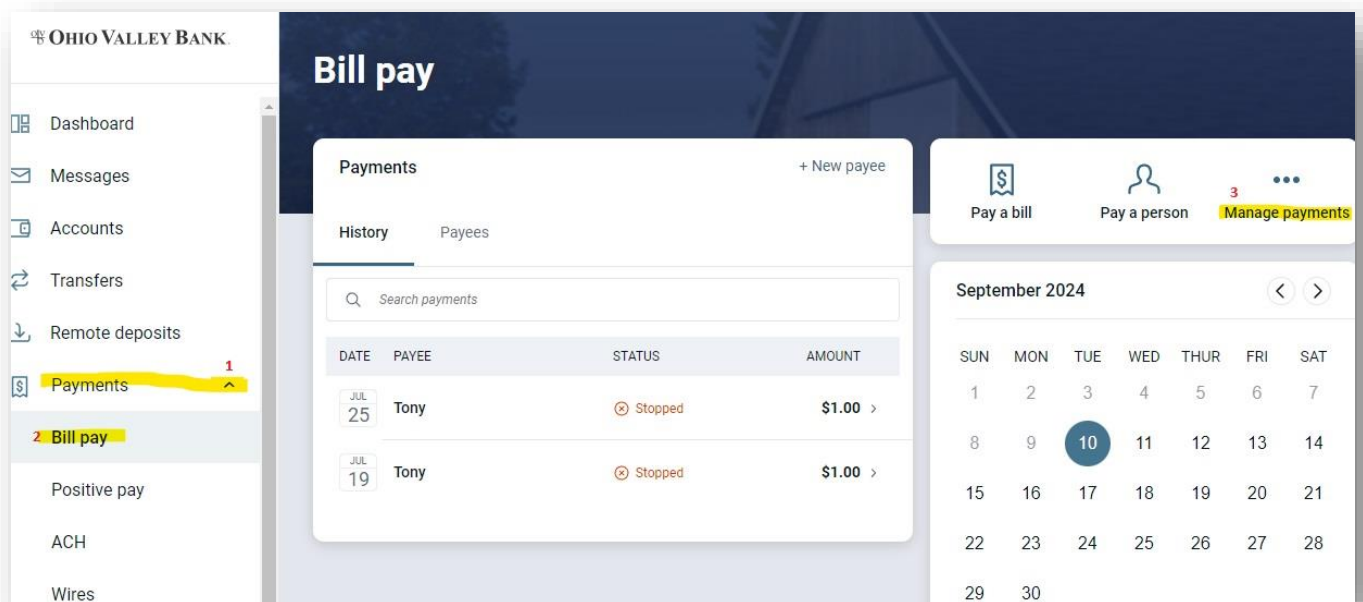 OVB OHIO VALLEY BANK.
Dashboard
Messages
Accounts
Transfers
Remote deposits
1
Payments
2 Bill pay
Positive pay
ACH
Wires
Bill pay
Payments
+ New payee
History Payees
Search payments
DATE PAYEE STATUS AMOUNT
JUL
25 Tony Stopped $1.00
JUL
19 Tony Stopped $1.00
Pay a bill Pay a person 3 Manage payments
September 2024
SUN MON TUE WED THUR FRI SAT
1 2 3 4 5 6 7
8 9 10 11 12 13 14
15 16 17 18 19 20 21
22 23 24 25 26 27 28
29 30